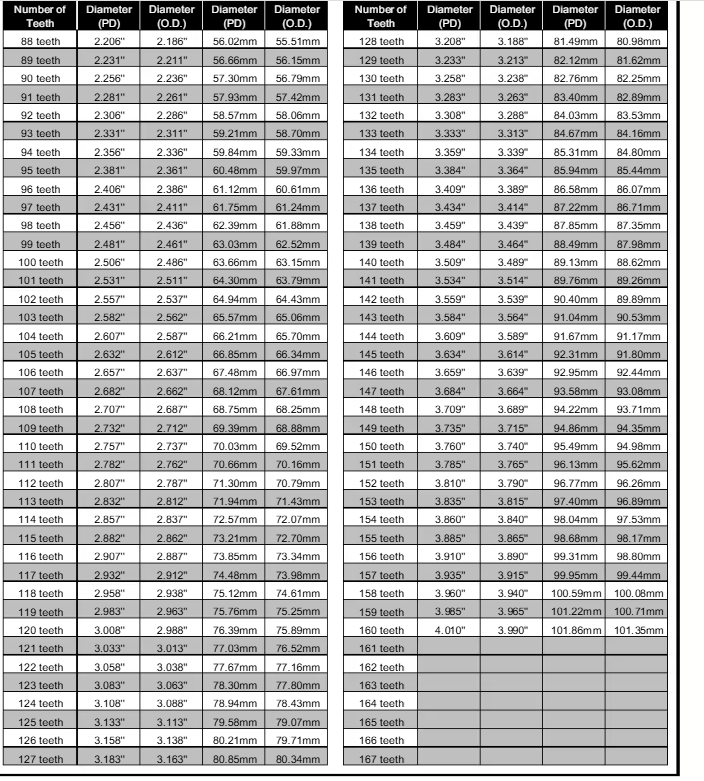 Number of Teeth Diameter (PD) Diameter (O.D.) Diameter (PD) Diameter (O.D.) Number of Teeth Diameter (PD) Diameter (O.D.) Diameter (PD) Diameter (O.D.)
88 teeth 2.206" 2.186" 56.02mm 55.51mm 128 teeth 3.208" 3.188" 81.49mm 80.98mm
89 teeth 2.231" 2.211" 56.66mm 56.15mm 129 teeth 3.233" 3.213" 82.12mm 81.62mm
90 teeth 2.256" 2.236" 57.30mm 56.79mm 130 teeth 3.258" 3.238" 82.76mm 82.25mm
91 teeth 2.281" 2.261" 57.93mm 57.42mm 131 teeth 3.283" 3.263" 83.40mm 82.89mm
92 teeth 2.306" 2.286" 58.57mm 58.06mm 132 teeth 3.308" 3.288" 84.03mm 83.53mm
93 teeth 2.331" 2.311" 59.21mm 58.70mm 133 teeth 3.333" 3.313" 84.67mm 84.16mm
94 teeth 2.356" 2.336" 59.84mm 59.33mm 134 teeth 3.359" 3.339" 85.31mm 84.80mm
95 teeth 2.381" 2.361" 60.48mm 59.97mm 135 teeth 3.384" 3.364" 85.94mm 85.44mm
96 teeth 2.406" 2.386" 61.12mm 60.61mm 136 teeth 3.409" 3.389" 86.58mm 86.07mm
97 teeth 2.431" 2.411" 61.75mm 61.24mm 137 teeth 3.434" 3.414" 87.22mm 86.71mm
98 teeth 2.456" 2.436" 62.39mm 61.88mm 138 teeth 3.459" 3.439" 87.85mm 87.35mm
99 teeth 2.481" 2.461" 63.03mm 62.52mm 139 teeth 3.484" 3.464" 88.49mm 87.98mm
100 teeth 2.506" 2.486" 63.66mm 63.15mm 140 teeth 3.509" 3.489" 89.13mm 88.62mm
101 teeth 2.531" 2.511" 64.30mm 63.79mm 141 teeth 3.534" 3.514" 89.76mm 89.26mm
102 teeth 2.557" 2.537" 64.94mm 64.43mm 142 teeth 3.559" 3.539" 90.40mm 89.89mm
103 teeth 2.582" 2.562" 65.57mm 65.06mm 143 teeth 3.584" 3.564" 91.04mm 90.53mm
104 teeth 2.607" 2.587" 66.21mm 65.70mm 144 teeth 3.609" 3.589" 91.67mm 91.17mm
105 teeth 2.632" 2.612" 66.85mm 66.34mm 145 teeth 3.634" 3.614" 92.31mm 91.80mm
106 teeth 2.657" 2.637" 67.48mm 66.97mm 146 teeth 3.659" 3.639" 92.95mm 92.44mm
107 teeth 2.682" 2.662" 68.12mm 67.61mm 147 teeth 3.684" 3.664" 93.58mm 93.08mm
108 teeth 2.707" 2.687" 68.75mm 68.25mm 148 teeth 3.709" 3.689" 94.22mm 93.71mm
109 teeth 2.732" 2.712" 69.39mm 68.88mm 149 teeth 3.735" 3.715" 94.86mm 94.35mm
110 teeth 2.757" 2.737" 70.03mm 69.52mm 150 teeth 3.760" 3.740" 95.49mm 94.98mm
111 teeth 2.782" 2.762" 70.66mm 70.16mm 151 teeth 3.785" 3.765" 96.13mm 95.62mm
112 teeth 2.807" 2.787" 71.30mm 70.79mm 152 teeth 3.810" 3.790" 96.77mm 96.26mm
113 teeth 2.832" 2.812" 71.94mm 71.43mm 153 teeth 3.835" 3.815" 97.40mm 96.89mm
114 teeth 2.857" 2.837" 72.57mm 72.07mm 154 teeth 3.860" 3.840" 98.04mm 97.53mm
115 teeth 2.882" 2.862" 73.21mm 72.70mm 155 teeth 3.885" 3.865" 98.68mm 98.17mm
116 teeth 2.907" 2.887" 73.85mm 73.34mm 156 teeth 3.910" 3.890" 99.31mm 98.80mm
117 teeth 2.932" 2.912" 74.48mm 73.98mm 157 teeth 3.935" 3.915" 99.95mm 99.44mm
118 teeth 2.958" 2.938" 75.12mm 74.61mm 158 teeth 3.960" 3.940" 100.59mm 100.08mm
119 teeth 2.983" 2.963" 75.76mm 75.25mm 159 teeth 3.985" 3.965" 101.22mm 100.71mm
120 teeth 3.008" 2.988" 76.39mm 75.89mm 160 teeth 4.010" 3.990" 101.86mm 101.35mm
121 teeth 3.033" 3.013" 77.03mm 76.52mm 161 teeth
122 teeth 3.058" 3.038" 77.67mm 77.16mm 162 teeth
123 teeth 3.083" 3.063" 78.30mm 77.80mm 163 teeth
124 teeth 3.108" 3.088" 78.94mm 78.43mm 164 teeth
125 teeth 3.133" 3.113" 79.58mm 79.07mm 165 teeth
126 teeth 3.158" 3.138" 80.21mm 79.71mm 166 teeth
127 teeth 3.183" 3.163" 80.85mm 80.34mm 167 teeth